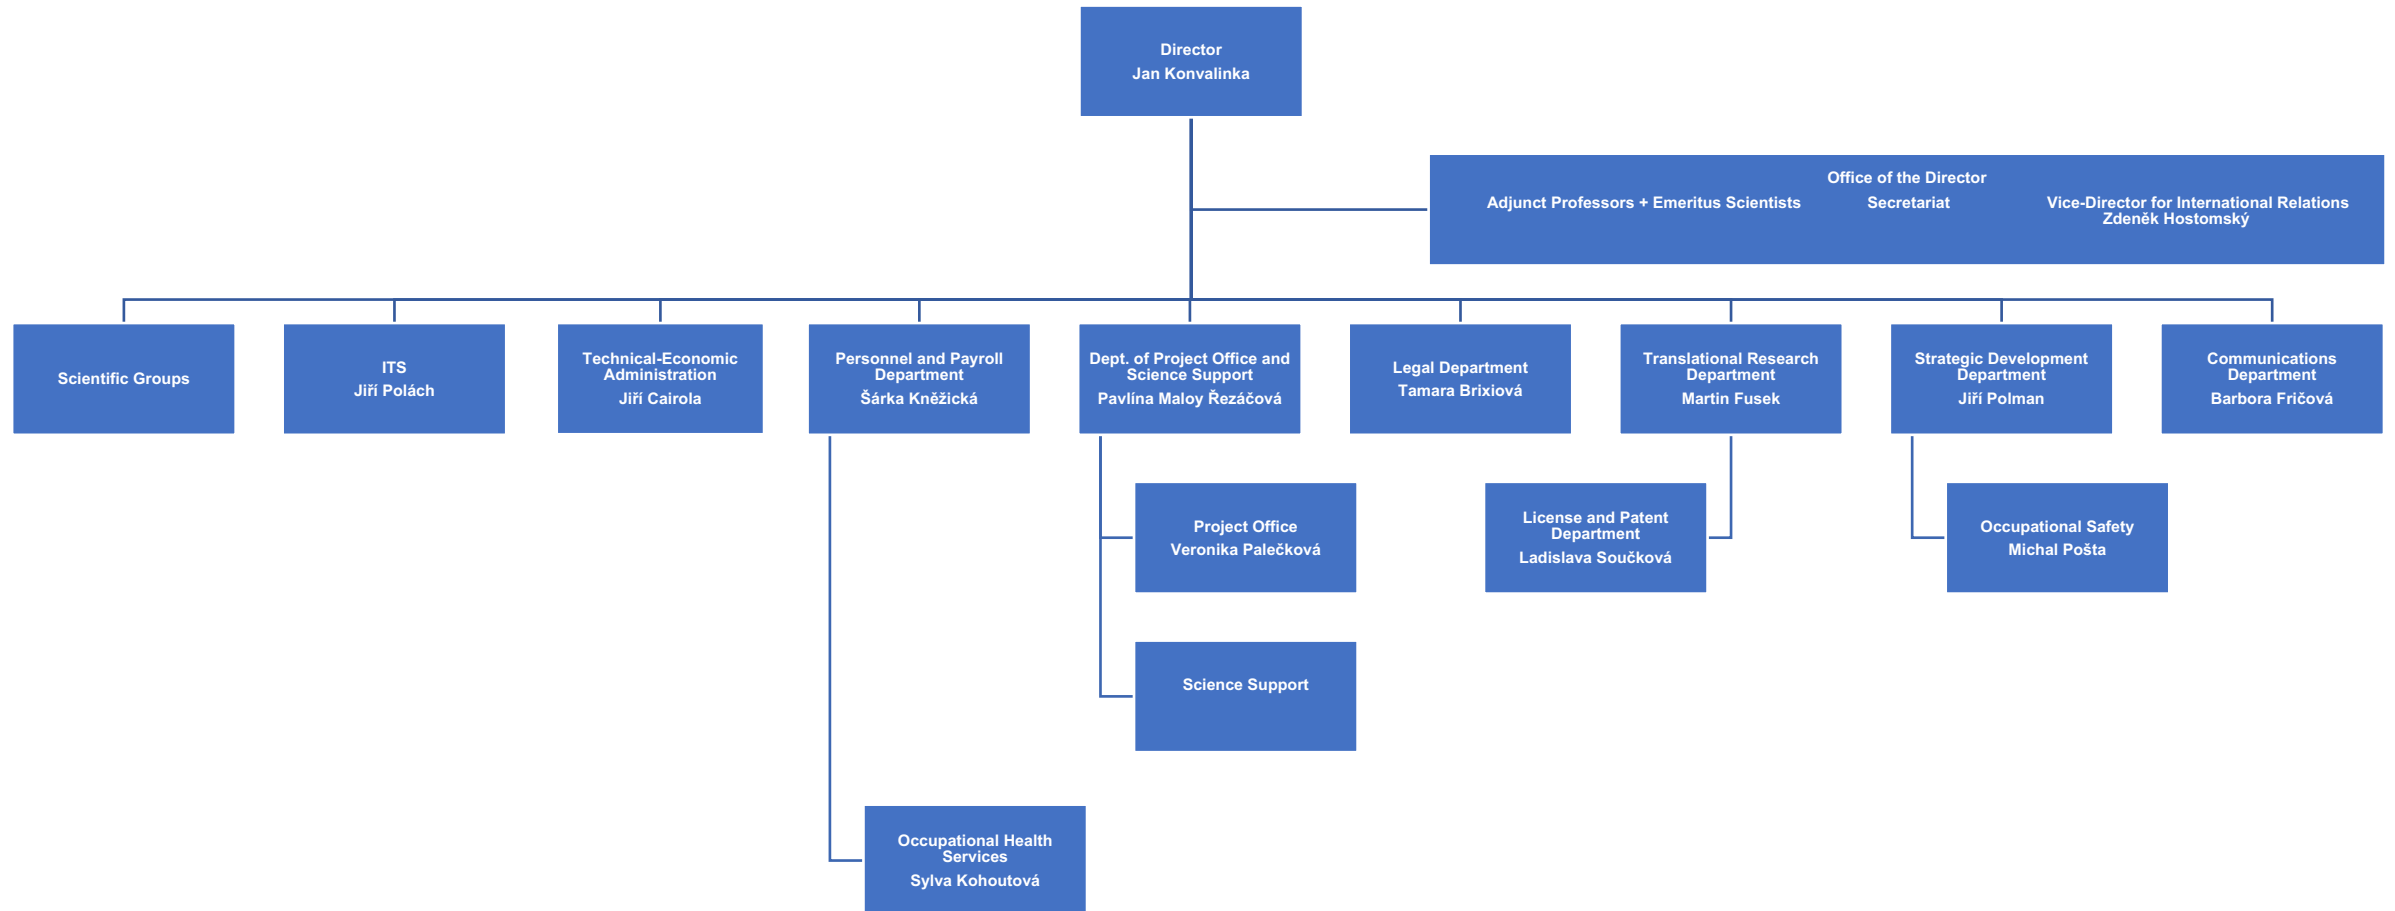 Director
Jan Konvalinka
Office of the Director
Adjunct Professors + Emeritus Scientists Secretariat Vice-Director for International Relations
Zdeněk Hostomský
Scientific Groups
ITS
Jiří Polách
Technical-Economic
Administration
Jiří Cairola
Personnel and Payroll
Department
Šárka Kněžická
Dept. of Project Office and
Science Support
Pavlína Maloy Řezáčová
Legal Department
Tamara Brixiová
Translational Research
Department
Martin Fusek
Strategic Development
Department
Jiří Polman
Communications
Department
Barbora Fričová
Project Office
Veronika Palečková
License and Patent
Department
Ladislava Součková
Occupational Safety
Michal Pošta
Science Support
Occupational Health
Services
Sylva Kohoutová